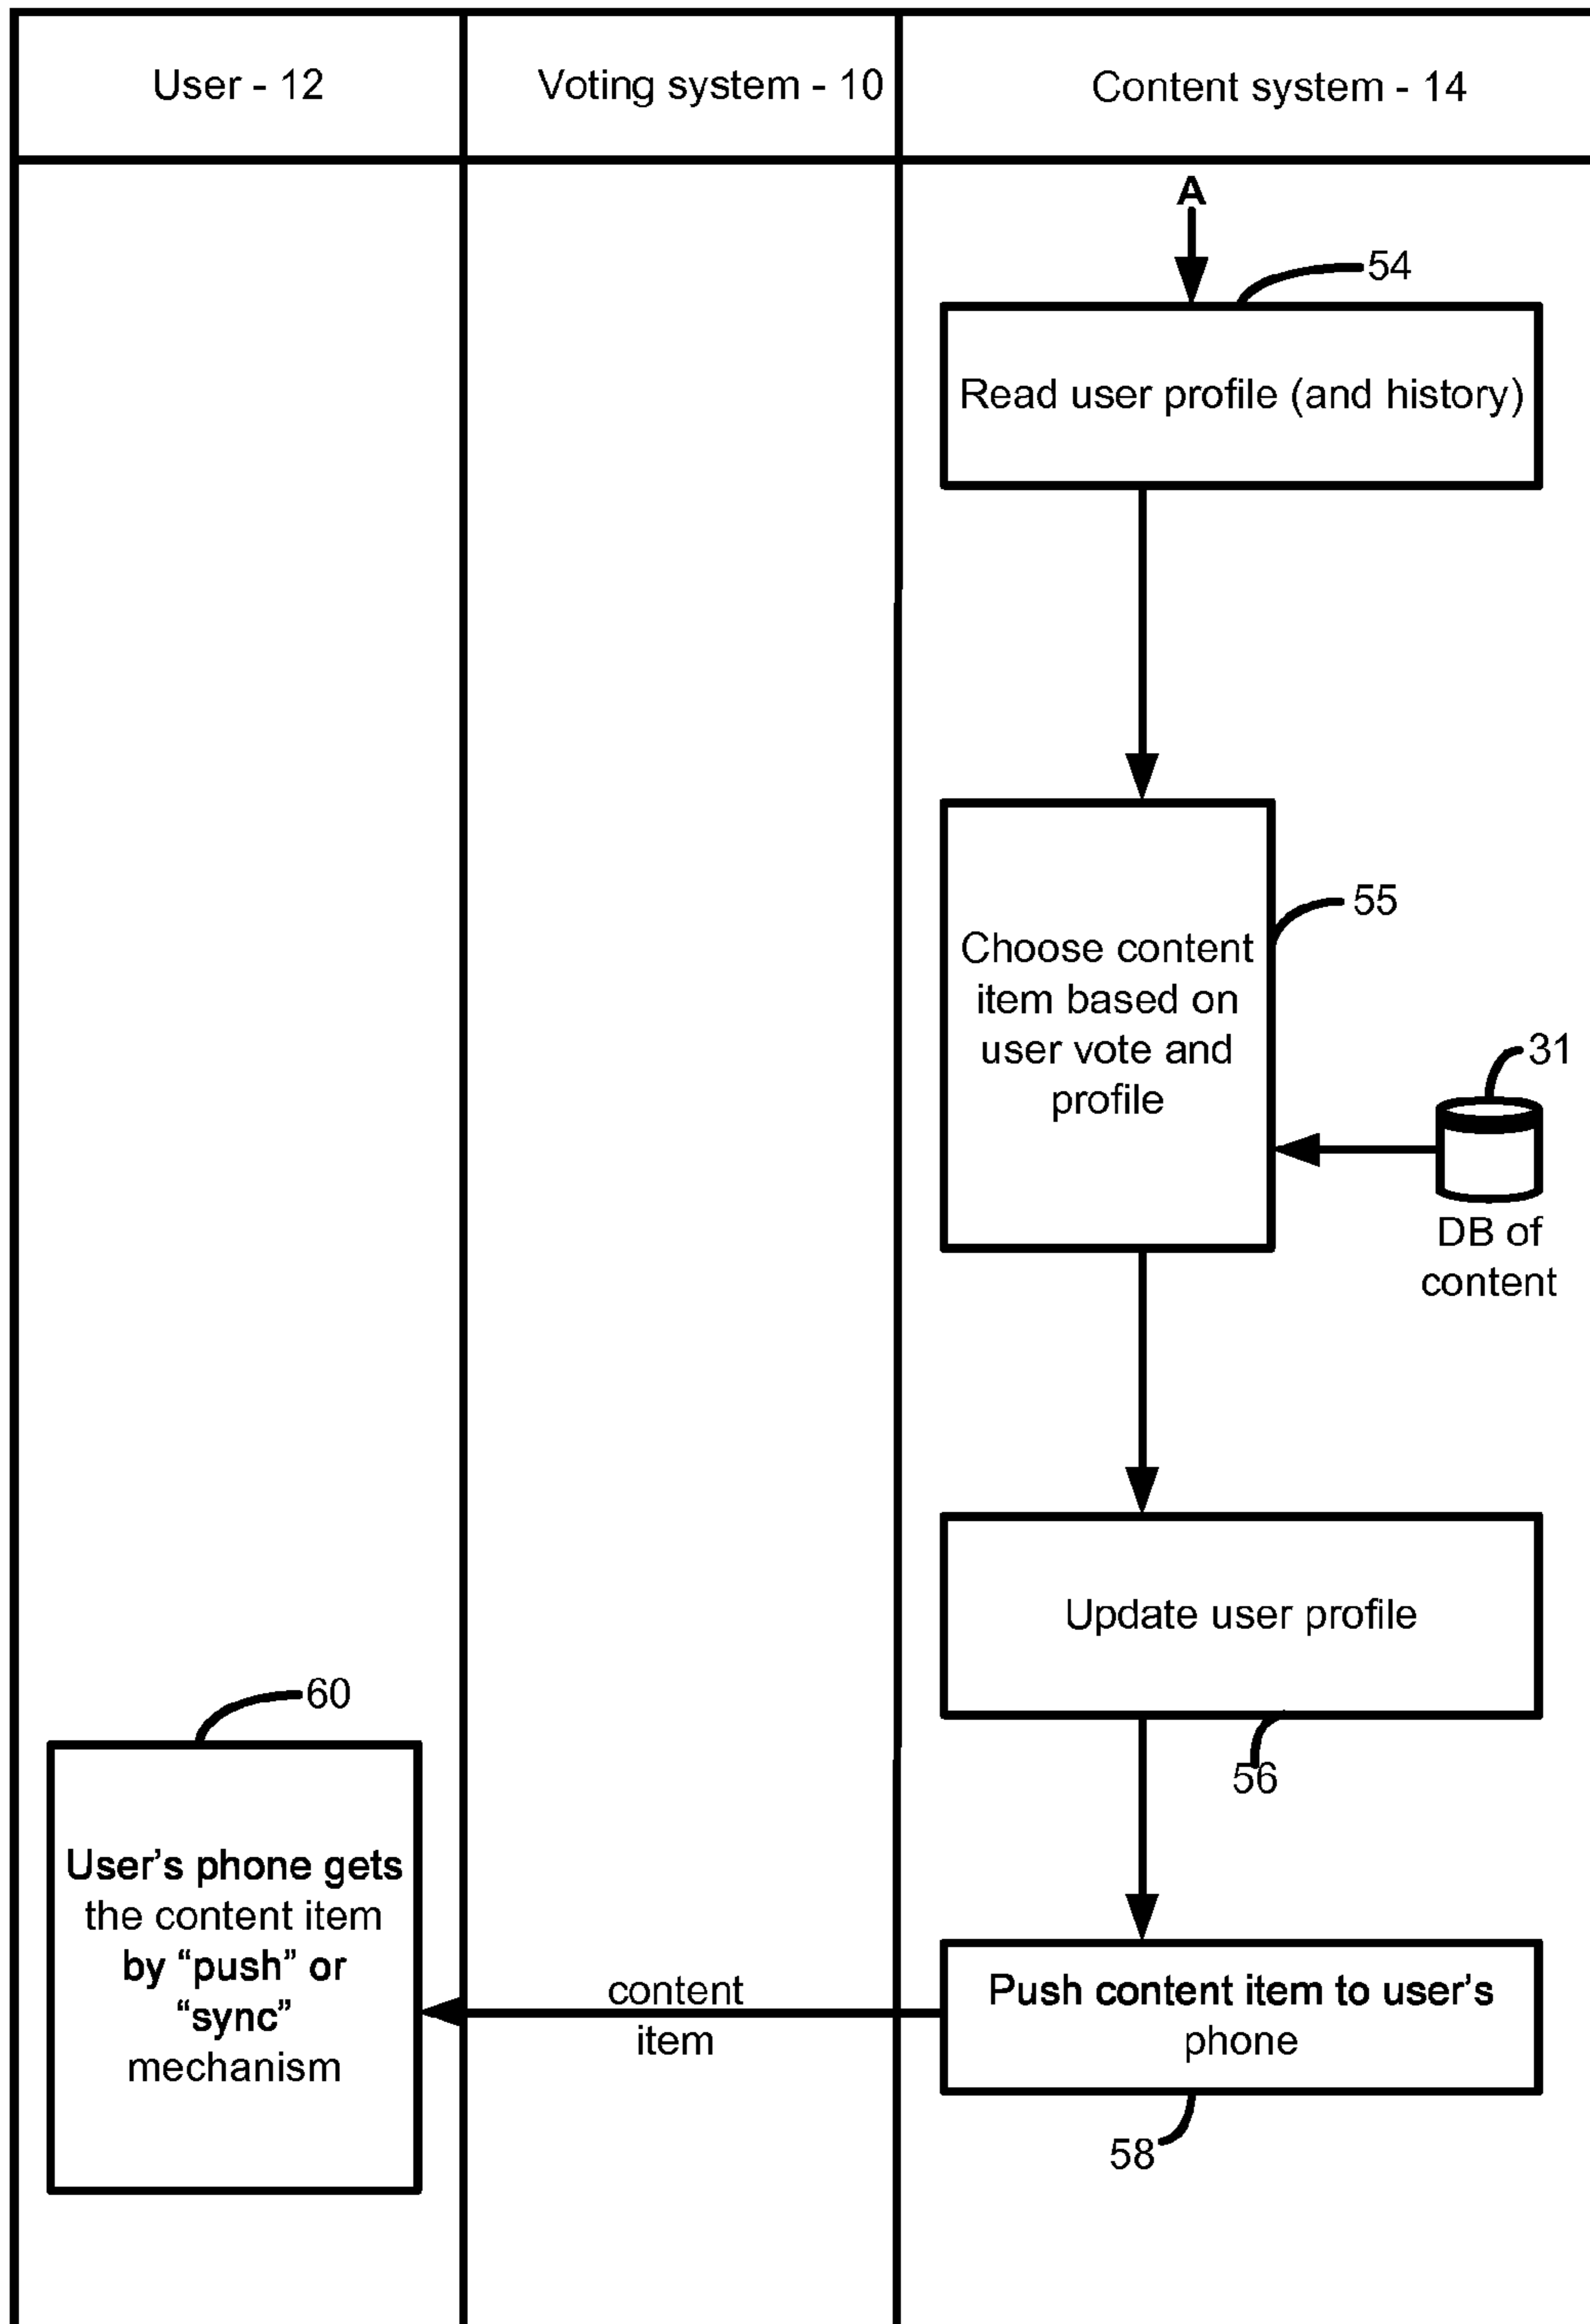 User - 12
Voting system - 10
Content system - 14
A
54
Read user profile (and history)
55
Choose content
item based on
user vote and
profile
31
DB of
content
Update user profile
56
60
User’s phone gets
the content item
by “push” or
“sync”
mechanism
content
item
Push content item to user’s
phone
58